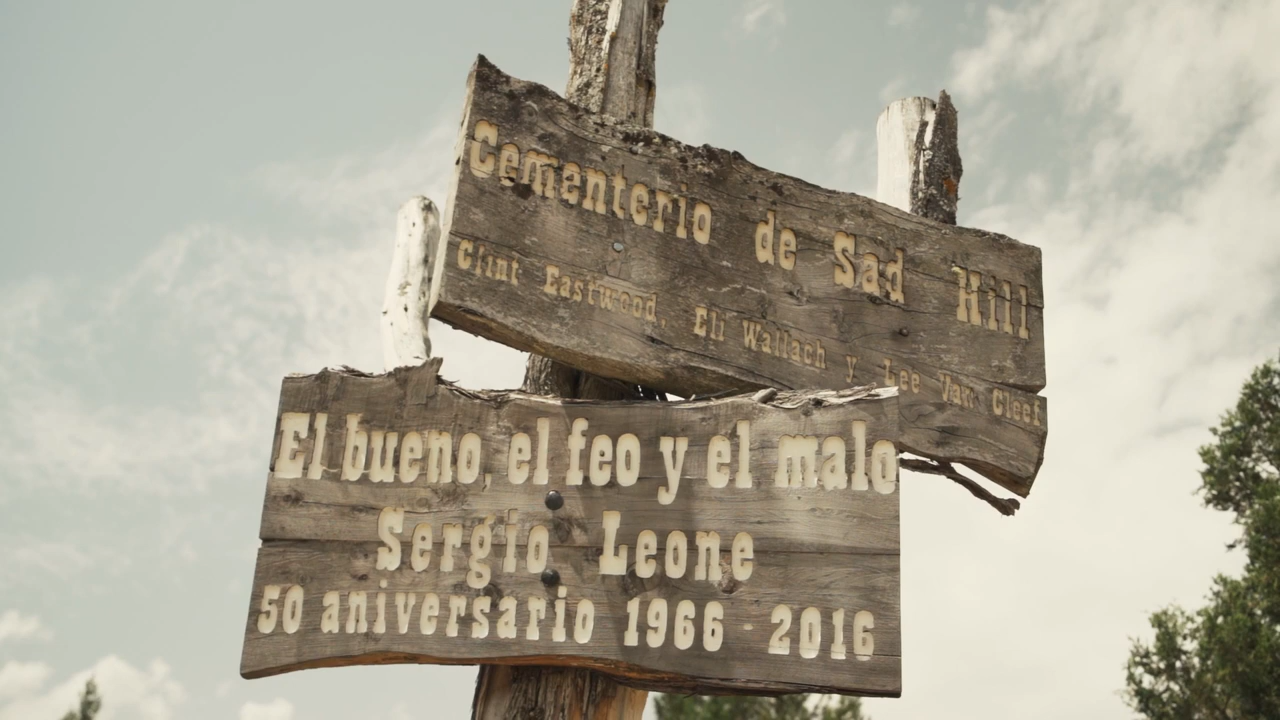 Cementerio de Sad Hill
Clint Eastwood, Eli Wallach y Lee Van Cleef
El bueno, el feo y el malo
Sergio Leone
50 aniversario 1966 - 2016